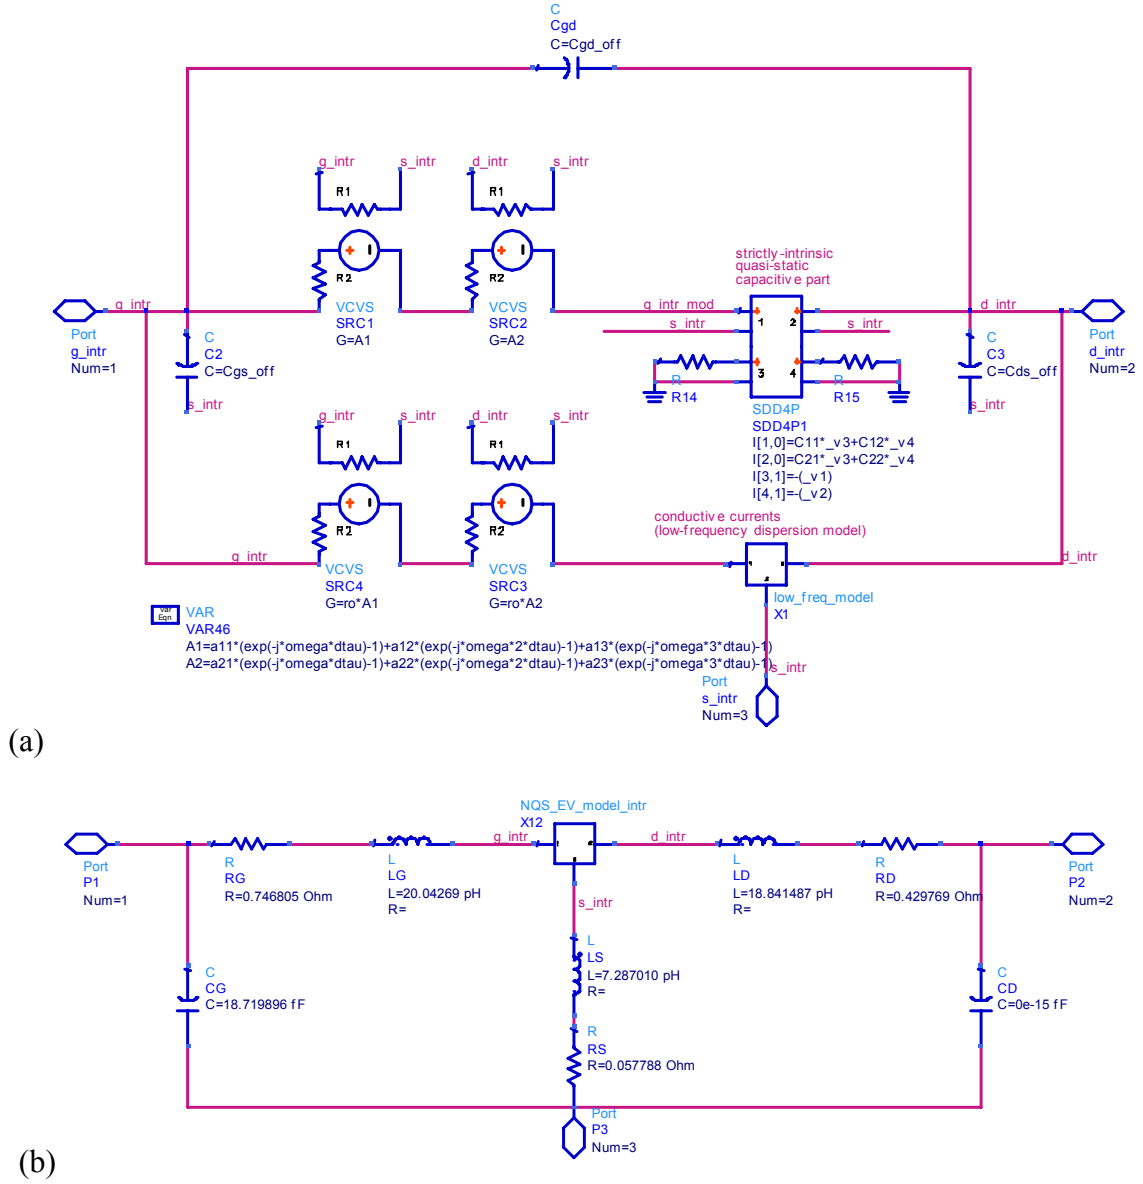 C
Cgd
C=Cgd_off
g_intr
s_intr
d_intr
s_intr
R1
R1
R2
R2
VCVS
SRC1
G=A1
VCVS
SRC2
G=A2
strictly-intrinsic
quasi-static
capacitive part
g_intr
Port
g_intr
Num=1
C
C2
C=Cgs_off
s_intr
g_intr_mod
s_intr
1
2
3
4
s_intr
R
R14
R
R15
SDD4P
SDD4P1
I[1,0]=C11*_v3+C12*_v4
I[2,0]=C21*_v3+C22*_v4
I[3,1]=-(_v1)
I[4,1]=-(_v2)
d_intr
Port
d_intr
Num=2
C
C3
C=Cds_off
s_intr
g_intr
s_intr
d_intr
s_intr
R1
R1
R2
R2
g_intr
VCVS
SRC4
G=ro*A1
VCVS
SRC3
G=ro*A2
conductive currents
(low-frequency dispersion model)
d_intr
low_freq_model
X1
Var
Eqn
VAR
VAR46
A1=a11*(exp(-j*omega*dtau)-1)+a12*(exp(-j*omega*2*dtau)-1)+a13*(exp(-j*omega*3*dtau)-1)
A2=a21*(exp(-j*omega*dtau)-1)+a22*(exp(-j*omega*2*dtau)-1)+a23*(exp(-j*omega*3*dtau)-1)
s_intr
Port
s_intr
Num=3
(a)
NQS_EV_model_intr
X12
g_intr
d_intr
s_intr
Port
P1
Num=1
R
RG
R=0.746805 Ohm
L
LG
L=20.04269 pH
R=
L
LD
L=18.841487 pH
R=
R
RD
R=0.429769 Ohm
Port
P2
Num=2
C
CG
C=18.719896 fF
L
LS
L=7.287010 pH
R=
R
RS
R=0.057788 Ohm
C
CD
C=0e-15 fF
Port
P3
Num=3
(b)